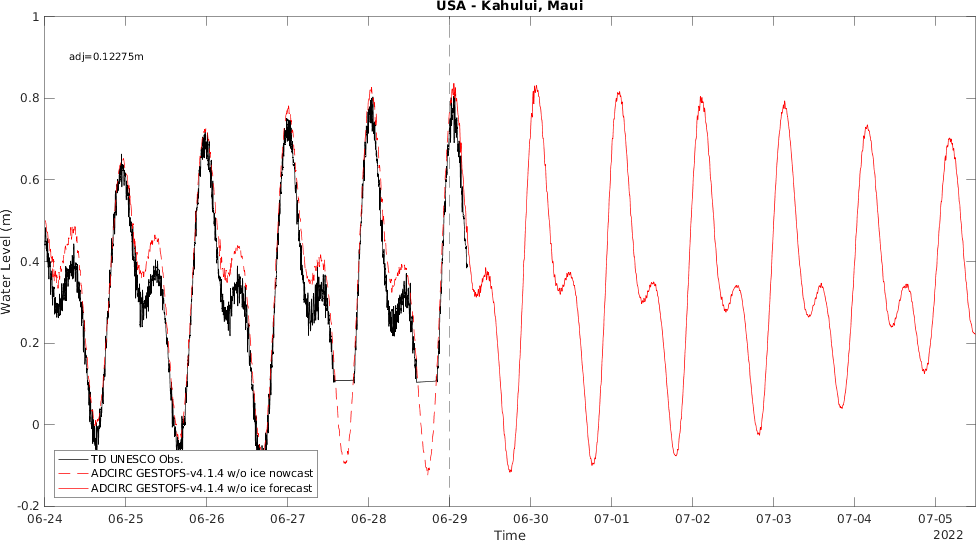 USA - Kahului, Maui
adj=0.12275m
Water Level (m)
1
0.8
0.6
0.4
0.2
0
-0.2
TD UNESCO Obs.
ADCIRC GESTOFS-v4.1.4 w/o ice nowcast
ADCIRC GESTOFS-v4.1.4 w/o ice forecast
06-24 06-25 06-26 06-27 06-28 06-29 06-30 07-01 07-02 07-03 07-04 07-05
Time
2022